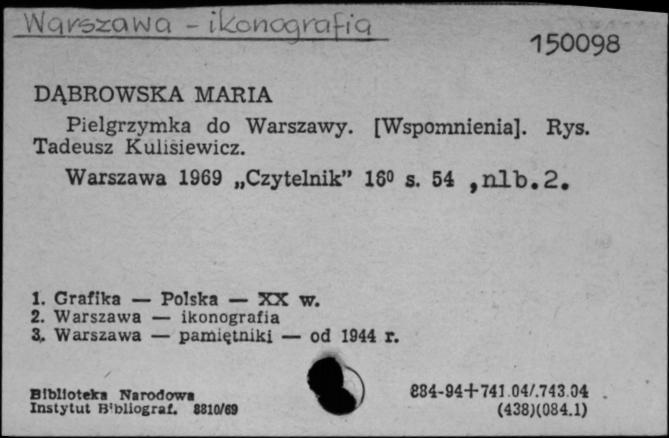 Warszawa - ikonografia
150098
DĄBROWSKA MARIA
Pielgrzymka do Warszawy. [Wspomnienia]. Rys.
Tadeusz Kulisiewicz.
Warszawa 1969 „Czytelnik” 16⁰ s. 54 ,nlb.2.
1. Grafika — Polska — XX w.
2. Warszawa — ikonografia
3. Warszawa — pamiętniki — od 1944 r.
Biblioteka Narodowa
Instytut Bibliograf. 8810/69
884-94+741.04/.743.04
(438)(084.1)